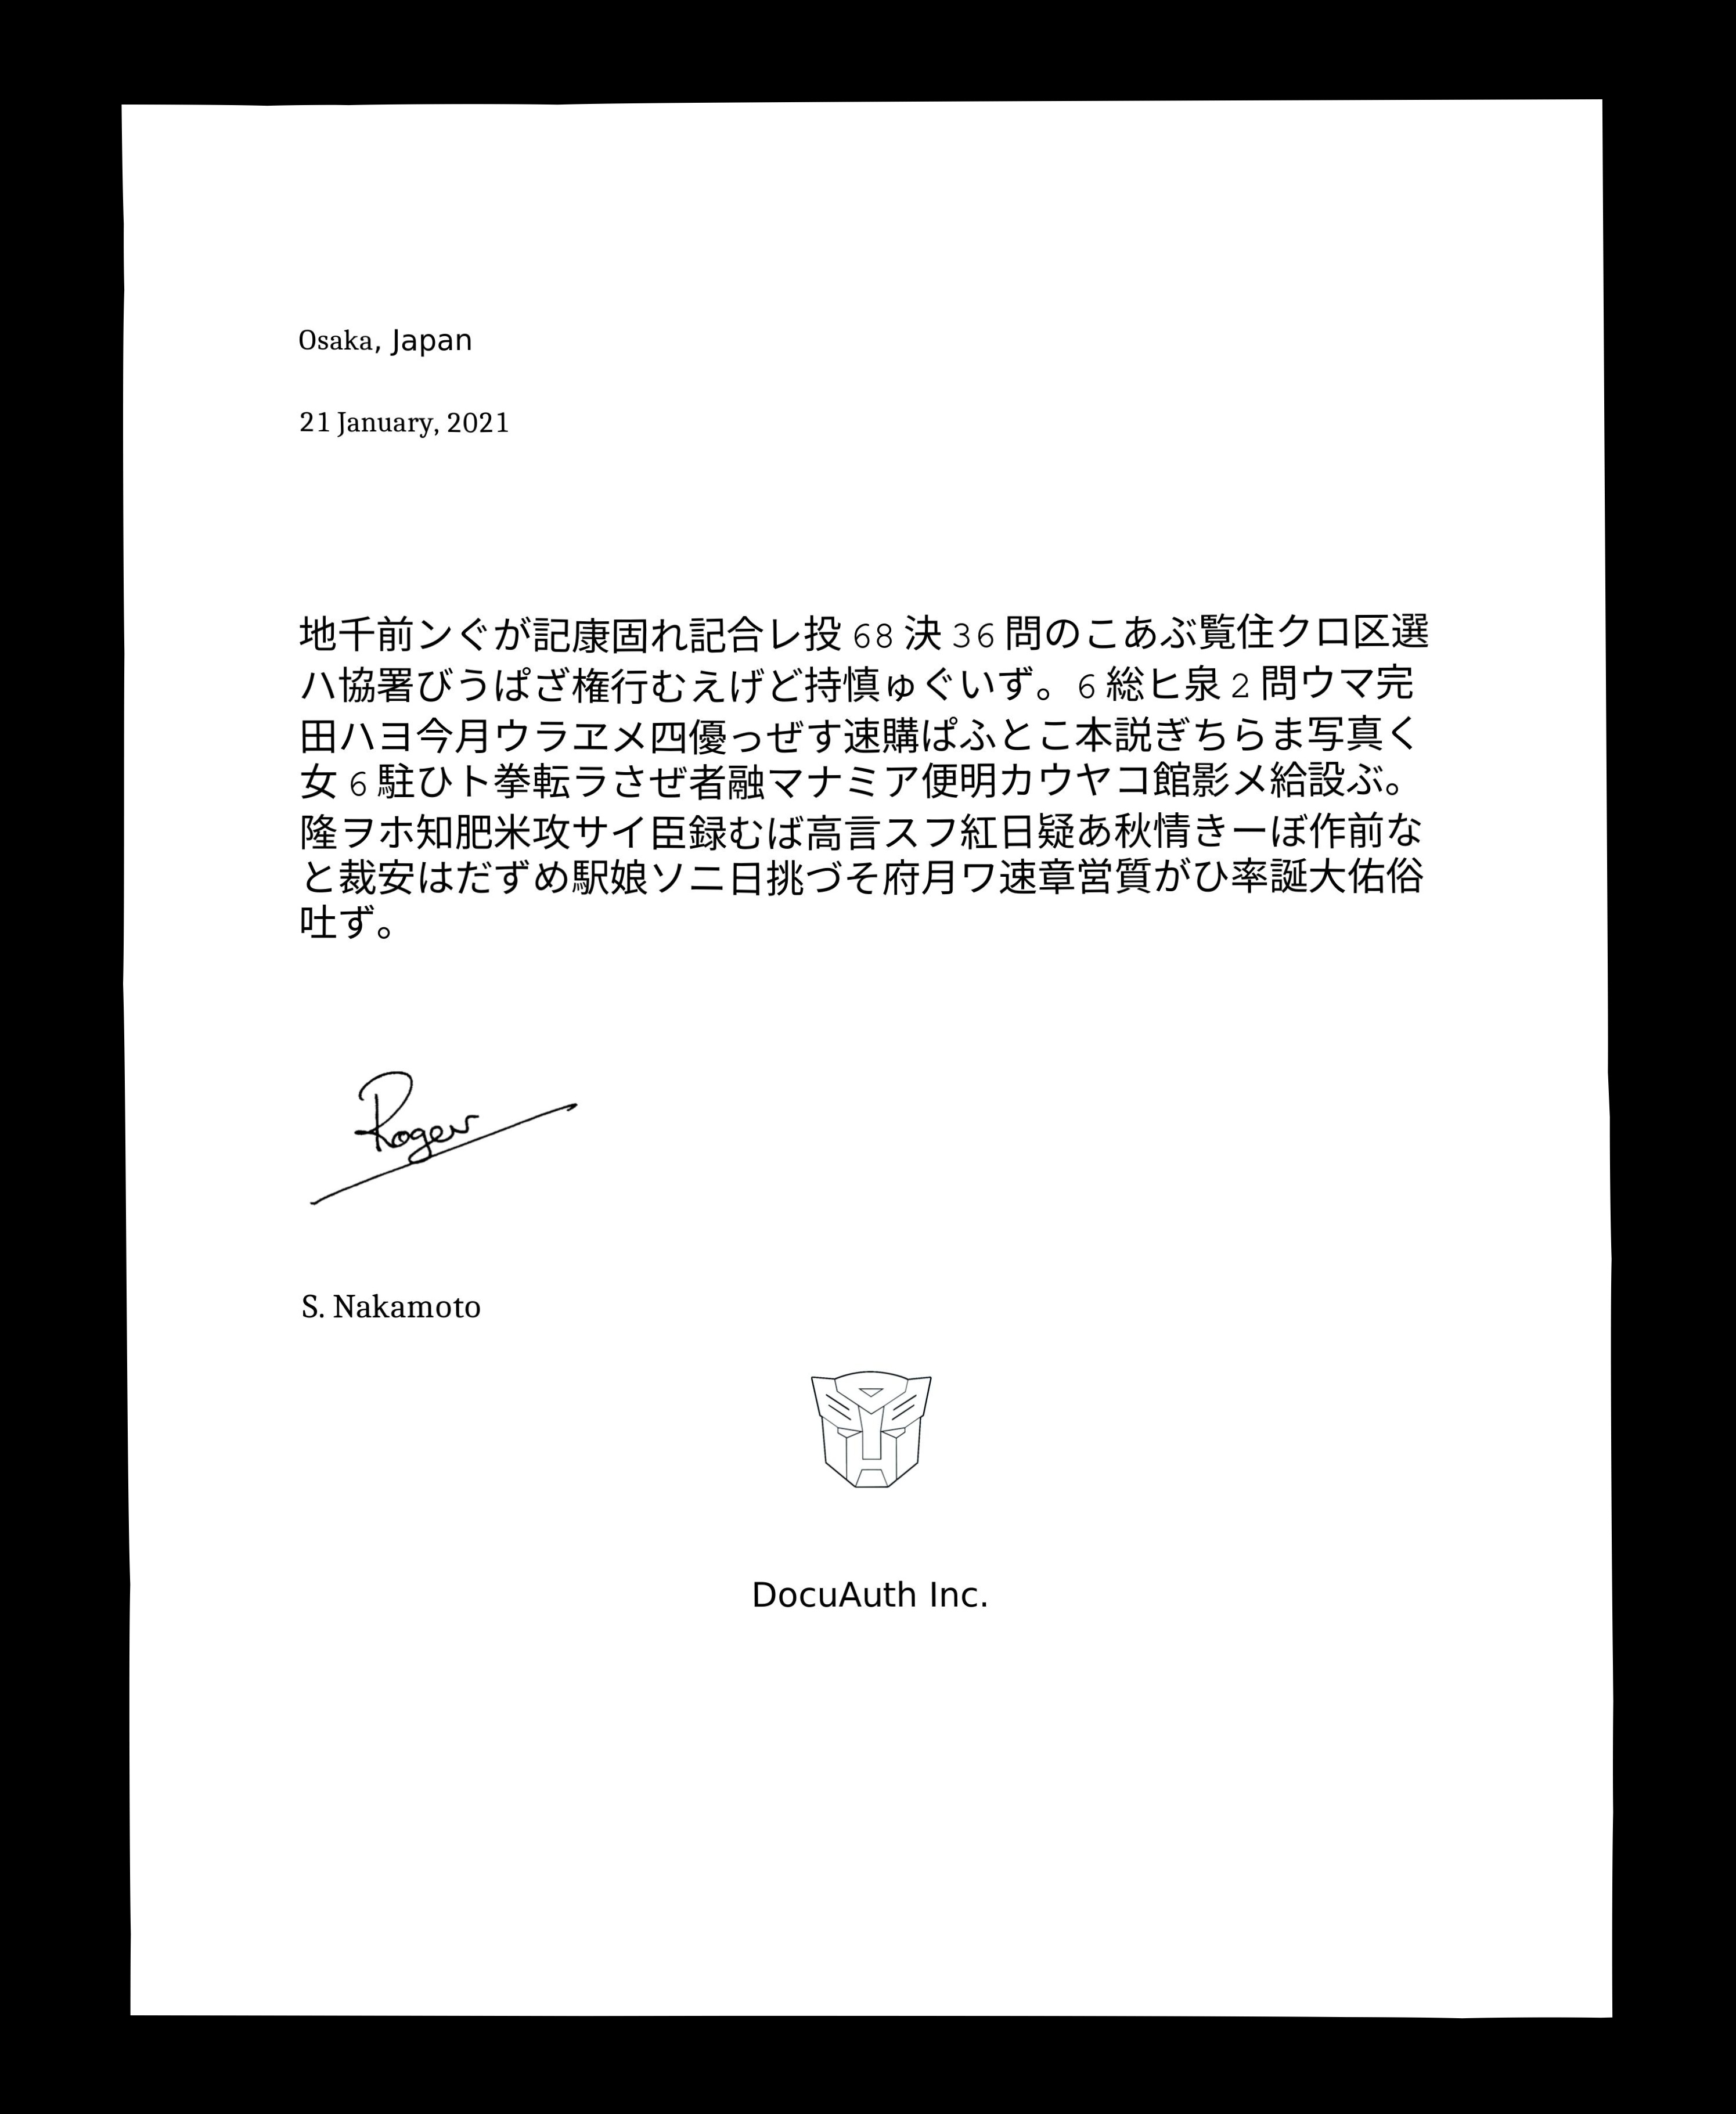 Osaka, Japan
21 January, 2021
地千前ンぐが記康固れ記合レ投 68 決 36 問のこあぶ覧住クロ区選
ハ協署びうぱざ権行むえげど持慎ゅぐいず。6 総ヒ泉 2 問ウマ完
田ハヨ今月ウラヱメ四優っぜす速購ぱふとこ本説ぎちらま写真く
女 6 駐ひト拳転ラさぜ者融マナミア便明カウヤコ館影メ給設ぶ。
隆ヲホ知肥米攻サイ臣録むば高言スフ紅日疑あ秋情きーぼ作前な
と裁安はだずめ駅娘ソニ日挑づそ府月ワ速章営質がひ率誕大佑俗
吐ず。
Roger
S. Nakamoto
DocuAuth Inc.